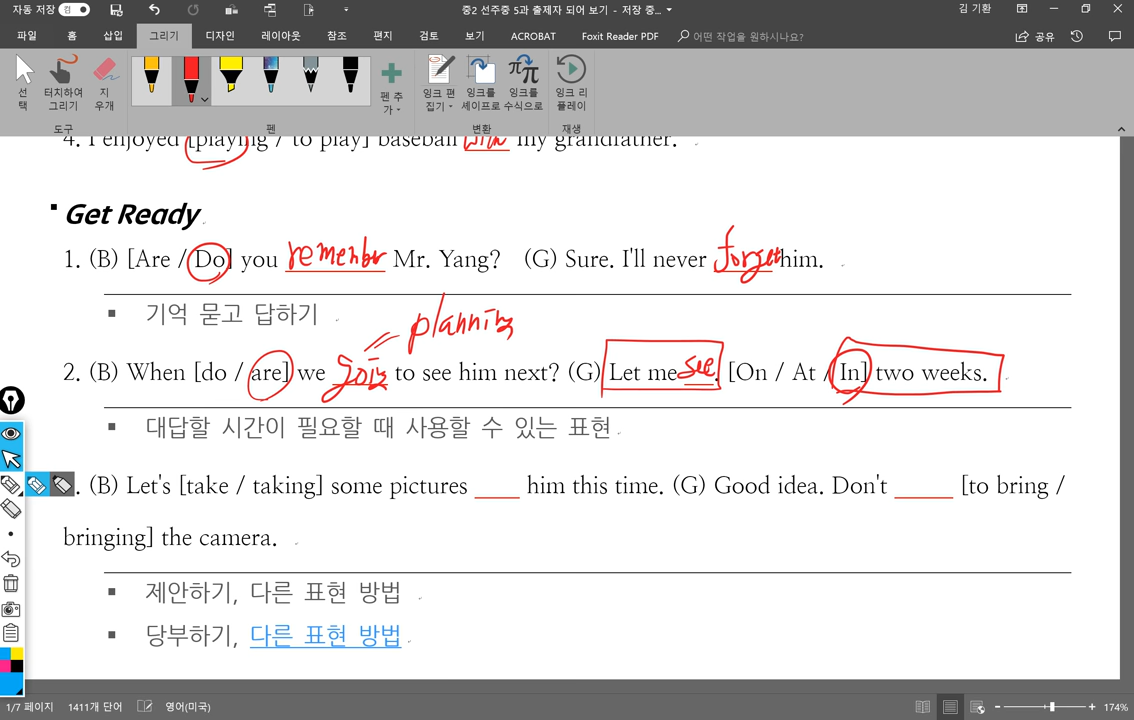 자동 저장 컴 중2 선주중 5과 출제자 되어 보기 - 저장 중... 김 기환
파일 홈 삽입 그리기 디자인 레이아웃 참조 편지 검토 보기 ACROBAT Foxit Reader PDF 어떤 작업을 원하시나요? 공유
선택 터치하여 그리기 지우개 펜 추가 잉크 편집기 잉크를 셰이프로 잉크를 수식으로 잉크 리플레이
도구 펜 변환 재생
4. I enjoyed [playing / to play] baseball with my grandfather.
Get Ready
1. (B) [Are / Do] you remember Mr. Yang? (G) Sure. I'll never forget him.
기억 묻고 답하기
planning
2. (B) When [do / are] we going to see him next? (G) Let me see. [On / At / In] two weeks.
대답할 시간이 필요할 때 사용할 수 있는 표현
. (B) Let's [take / taking] some pictures ____ him this time. (G) Good idea. Don't ____ [to bring /
bringing] the camera.
제안하기, 다른 표현 방법
당부하기, 다른 표현 방법
1/7 페이지 1411개 단어 영어(미국) 174%